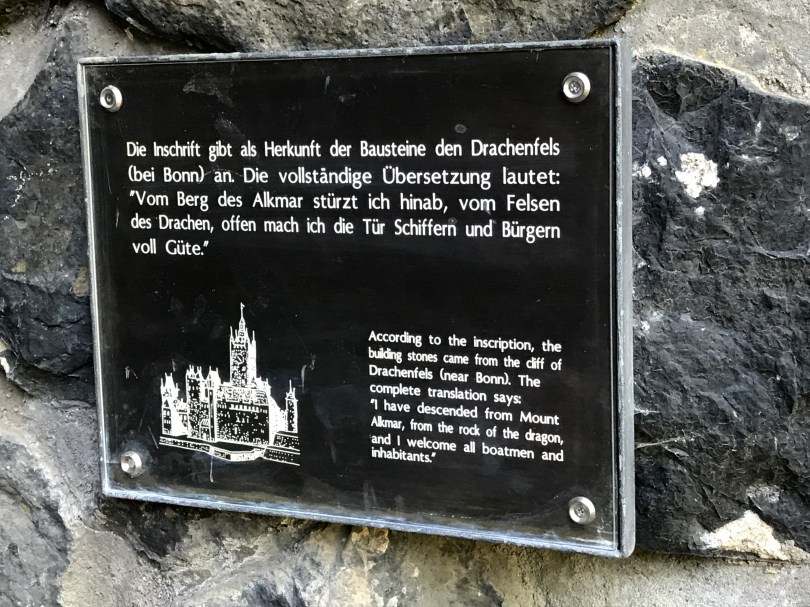 Die Inschrift gibt als Herkunft der Bausteine den Drachenfels
(bei Bonn) an. Die vollständige Übersetzung lautet:
"Vom Berg des Alkmar stürzt ich hinab, vom Felsen
des Drachen, offen mach ich die Tür Schiffern und Bürgern
voll Güte."
According to the inscription, the
building stones came from the cliff of
Drachenfels (near Bonn). The
complete translation says:
"I have descended from Mount
Alkmar, from the rock of the dragon,
and I welcome all boatmen and
inhabitants."